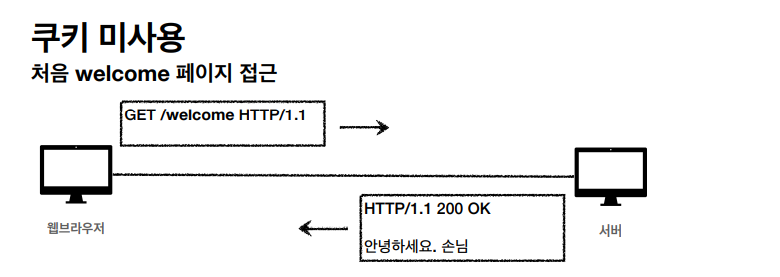 쿠키 미사용
처음 welcome 페이지 접근
GET /welcome HTTP/1.1
웹브라우저
HTTP/1.1 200 OK
안녕하세요. 손님
서버